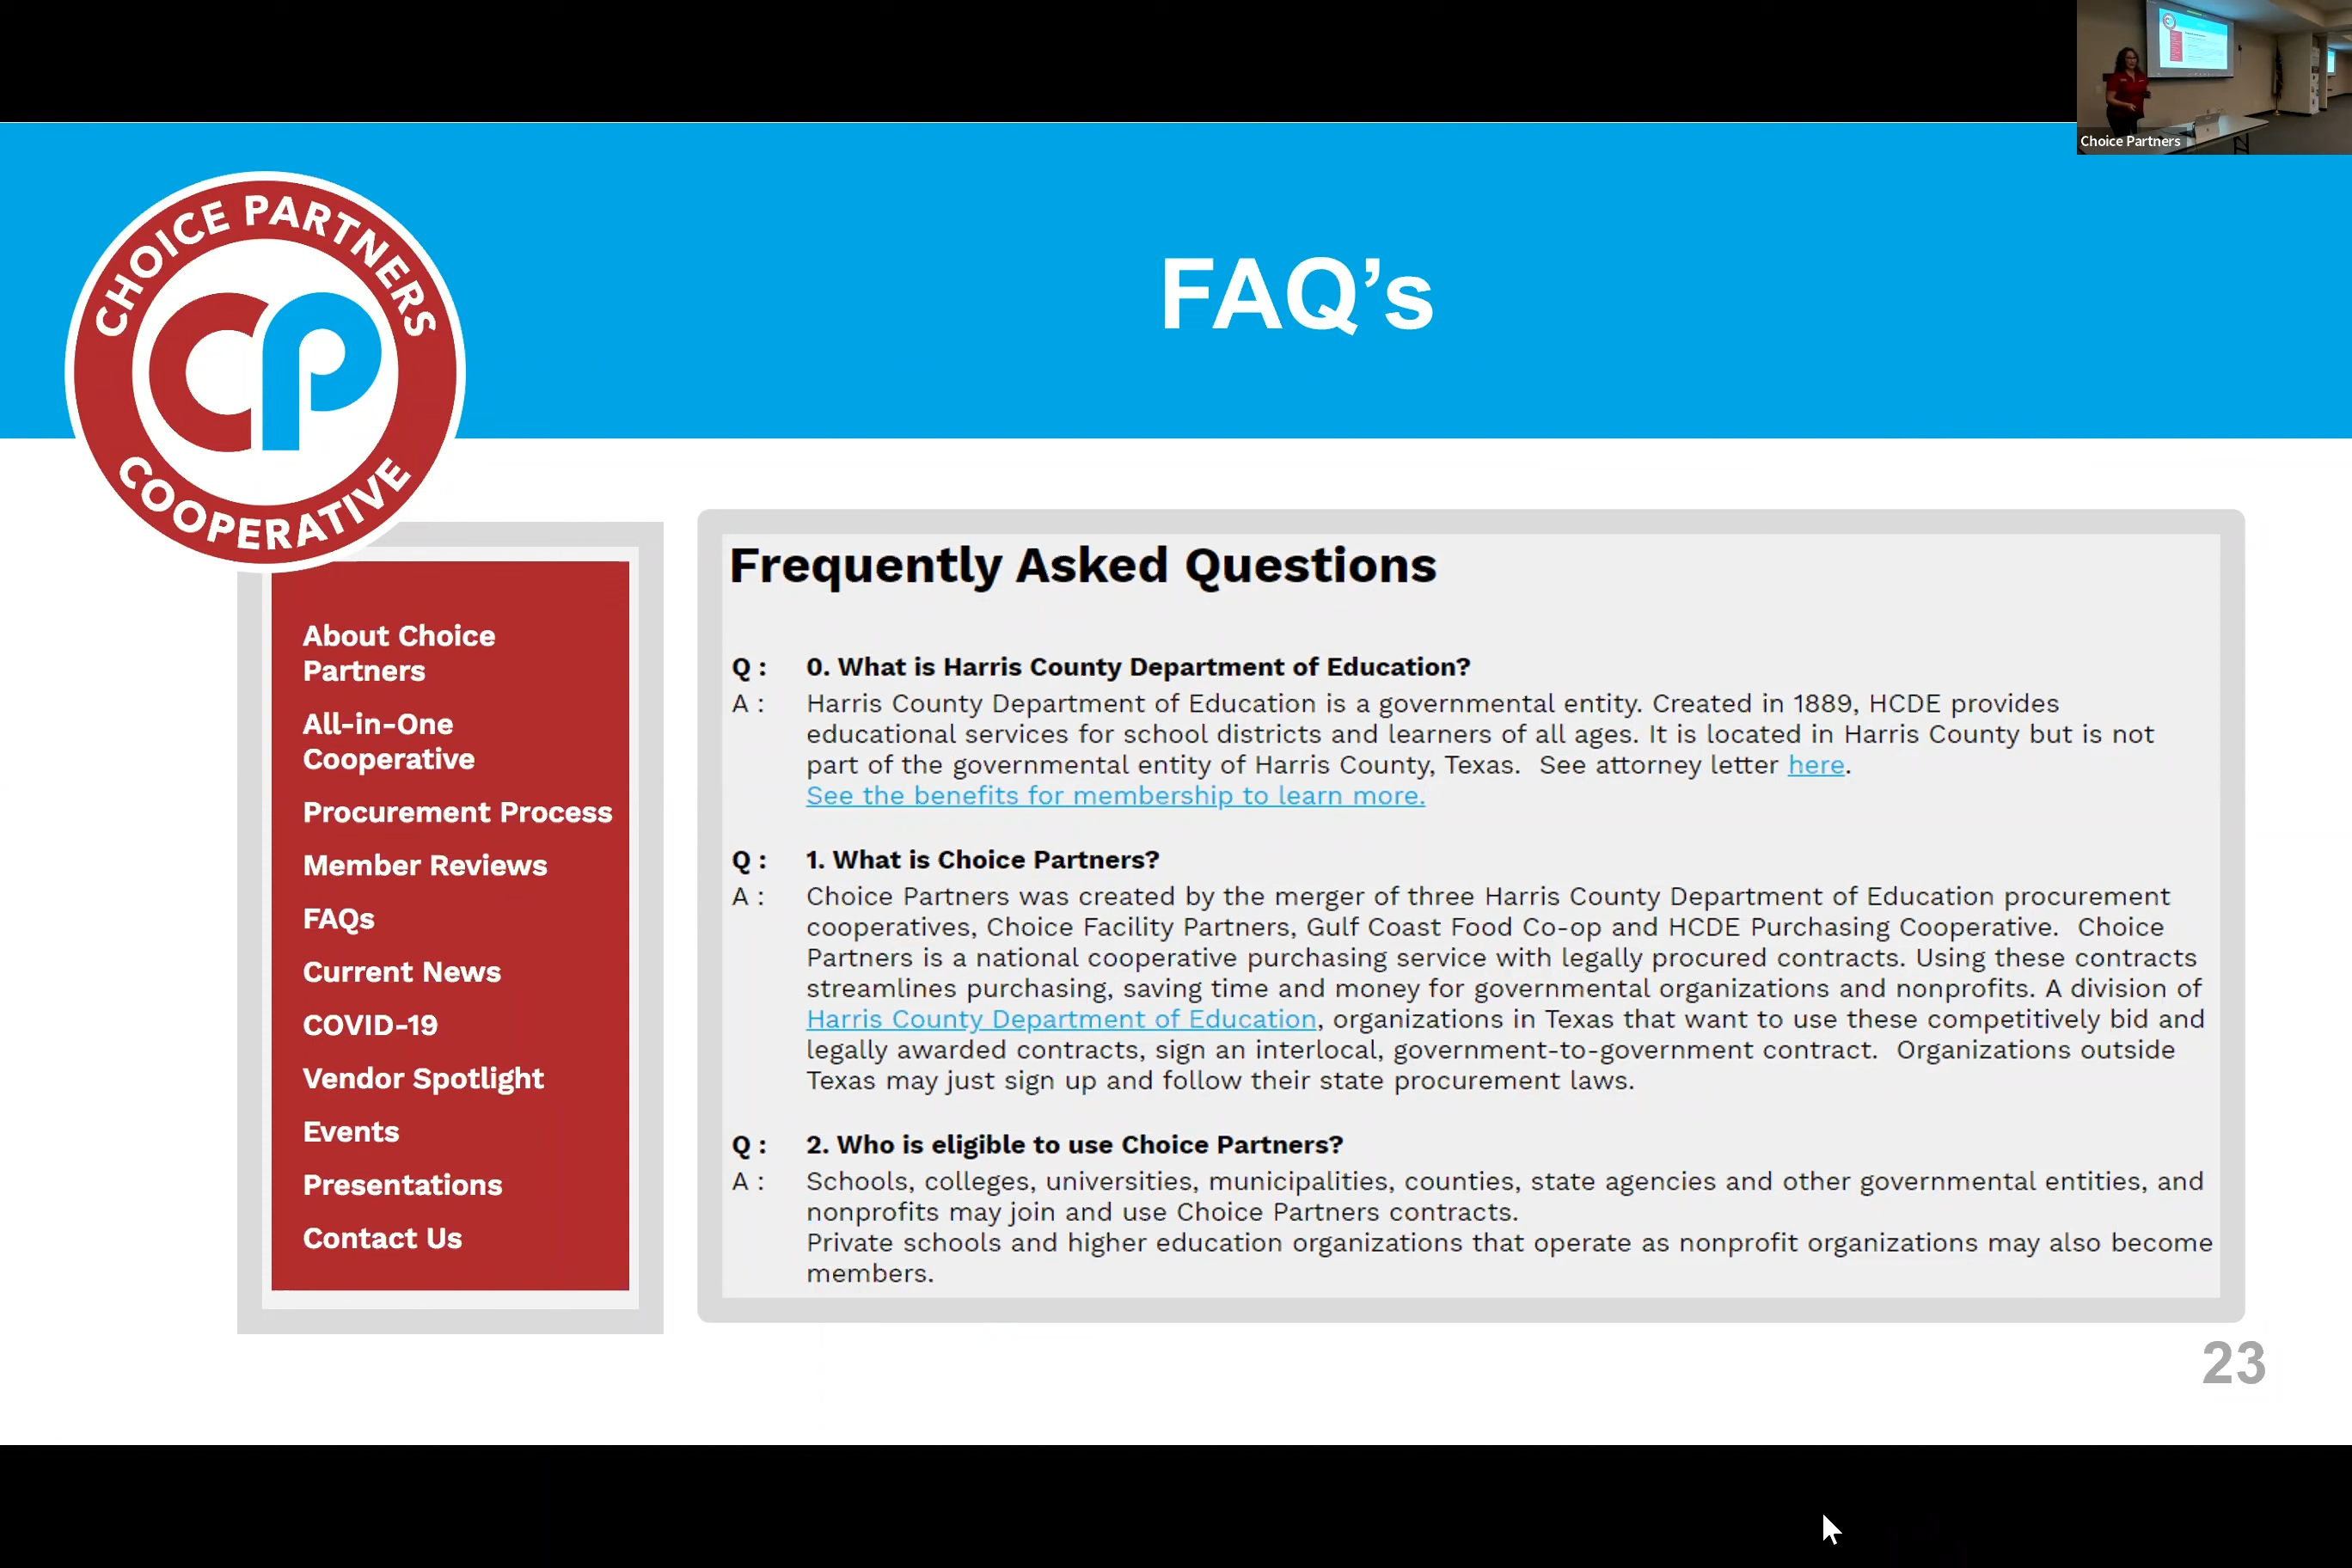 Choice Partners
CHOICE PARTNERS
CP
COOPERATIVE
FAQ’s
About Choice
Partners
All-in-One
Cooperative
Procurement Process
Member Reviews
FAQs
Current News
COVID-19
Vendor Spotlight
Events
Presentations
Contact Us
Frequently Asked Questions
Q : 0. What is Harris County Department of Education?
A : Harris County Department of Education is a governmental entity. Created in 1889, HCDE provides
educational services for school districts and learners of all ages. It is located in Harris County but is not
part of the governmental entity of Harris County, Texas.  See attorney letter here.
See the benefits for membership to learn more.
Q : 1. What is Choice Partners?
A : Choice Partners was created by the merger of three Harris County Department of Education procurement
cooperatives, Choice Facility Partners, Gulf Coast Food Co-op and HCDE Purchasing Cooperative.  Choice
Partners is a national cooperative purchasing service with legally procured contracts. Using these contracts
streamlines purchasing, saving time and money for governmental organizations and nonprofits. A division of
Harris County Department of Education, organizations in Texas that want to use these competitively bid and
legally awarded contracts, sign an interlocal, government-to-government contract.  Organizations outside
Texas may just sign up and follow their state procurement laws.
Q : 2. Who is eligible to use Choice Partners?
A : Schools, colleges, universities, municipalities, counties, state agencies and other governmental entities, and
nonprofits may join and use Choice Partners contracts.
Private schools and higher education organizations that operate as nonprofit organizations may also become
members.
23